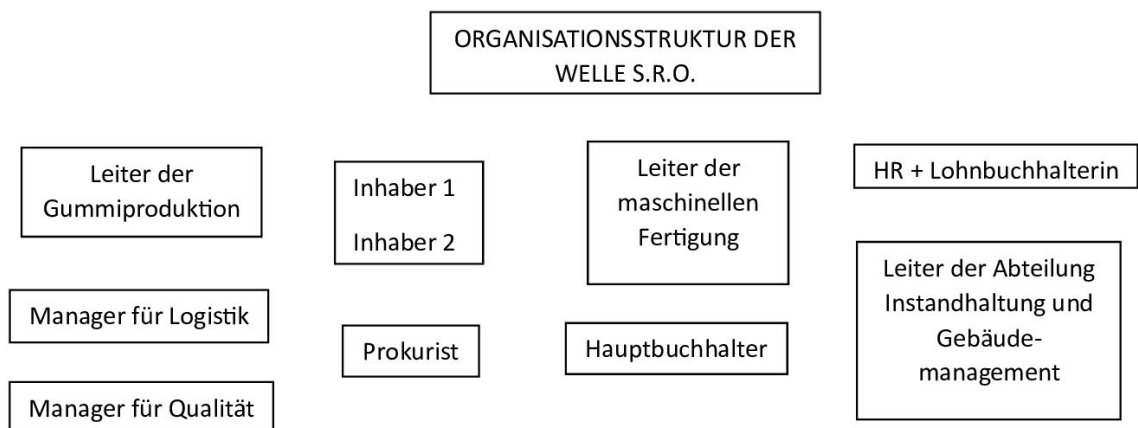 ORGANISATIONSSTRUKTUR DER
WELLE S.R.O.
Leiter der
Gummiproduktion
Manager für Logistik
Manager für Qualität
Inhaber 1
Inhaber 2
Prokurist
Leiter der
maschinellen
Fertigung
Hauptbuchhalter
HR + Lohnbuchhalterin
Leiter der Abteilung
Instandhaltung und
Gebäude-
management